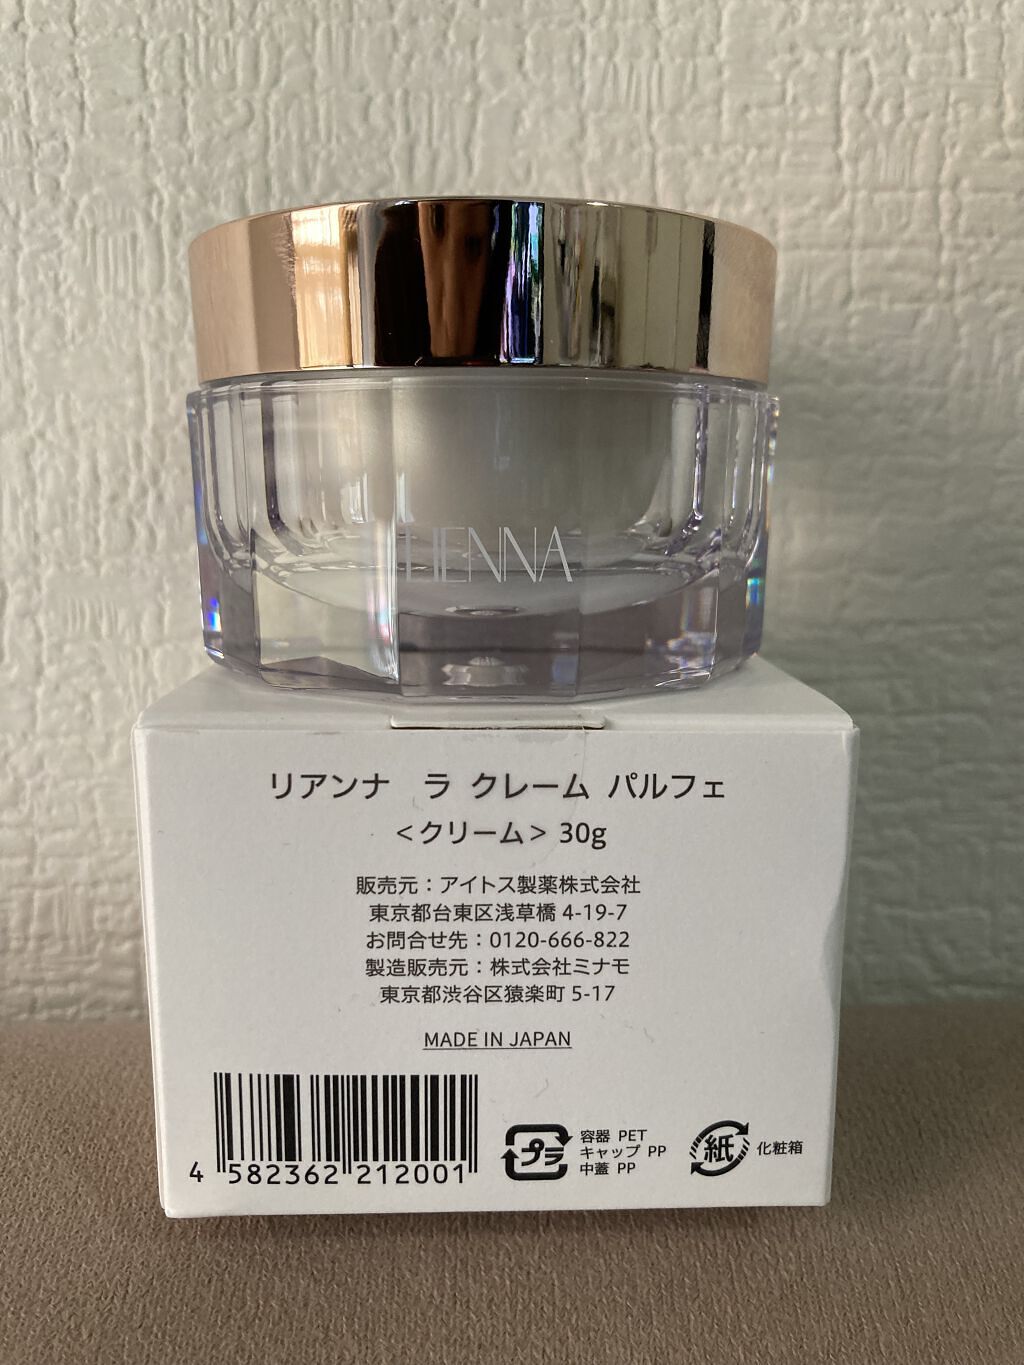 LIENNA
リアンナ ラ クレーム パルフェ
<クリーム> 30g
販売元：アイトス製薬株式会社
東京都台東区浅草橋 4-19-7
お問合せ先：0120-666-822
製造販売元：株式会社ミナモ
東京都渋谷区猿楽町 5-17
MADE IN JAPAN
4 582362 212001
プラ
容器 PET
キャップ PP
中蓋 PP
紙
化粧箱